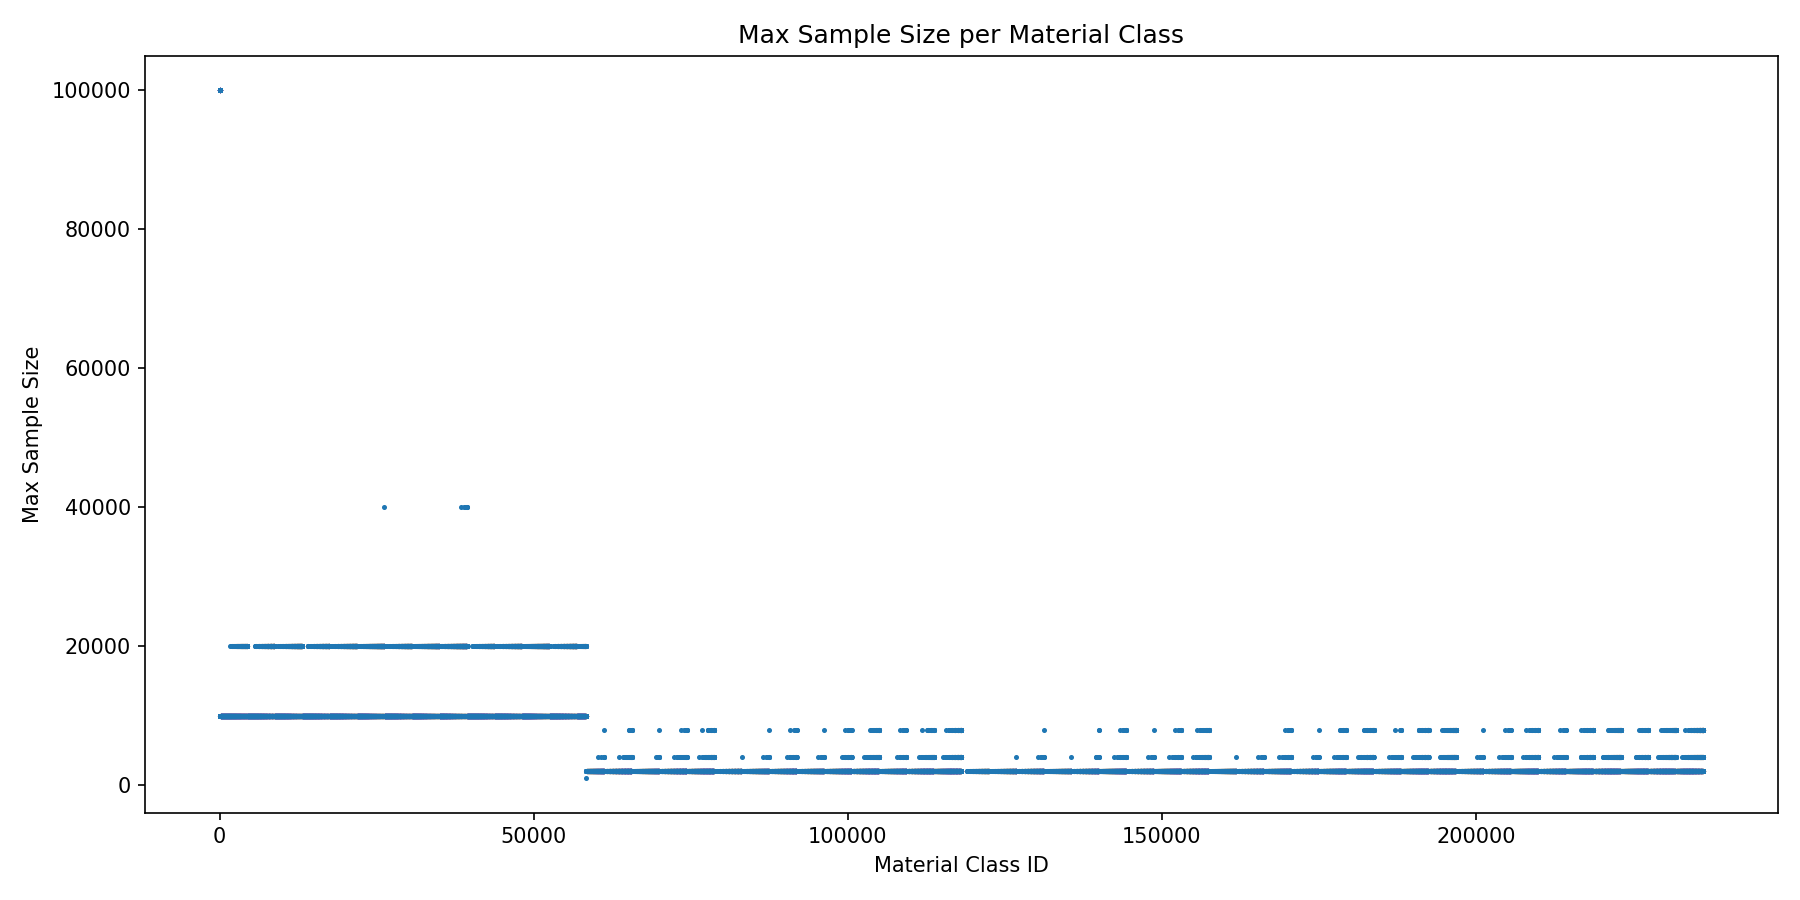 Max Sample Size per Material Class
100000
80000
60000
40000
20000
0
Max Sample Size
0 50000 100000 150000 200000
Material Class ID